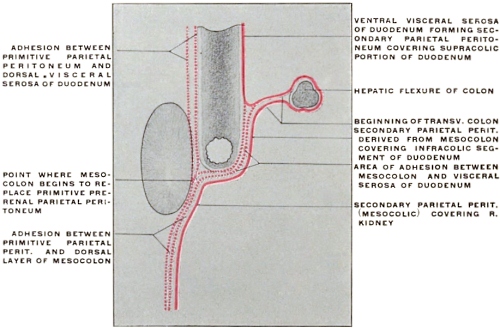 ADHESION BETWEEN
PRIMITIVE PARIETAL
PERITONEUM AND
DORSAL VISCERAL
SEROSA OF DUODENUM
POINT WHERE MESO-
COLON BEGINS TO RE-
PLACE PRIMITIVE PRE-
RENAL PARIETAL PERI-
TONEUM
ADHESION BETWEEN
PRIMITIVE PARIETAL
PERIT. AND DORSAL
LAYER OF MESOCOLON
VENTRAL VISCERAL SEROSA
OF DUODENUM FORMING SEC-
ONDARY PARIETAL PERITO-
NEUM COVERING SUPRACOLIC
PORTION OF DUODENUM
HEPATIC FLEXURE OF COLON
BEGINNING OF TRANSV. COLON
SECONDARY PARIETAL PERIT.
DERIVED FROM MESOCOLON
COVERING INFRACOLIC SEG-
MENT OF DUODENUM
AREA OF ADHESION BETWEEN
MESOCOLON AND VISCERAL
SEROSA OF DUODENUM
SECONDARY PARIETAL PERIT.
(MESOCOLIC) COVERING R.
KIDNEY